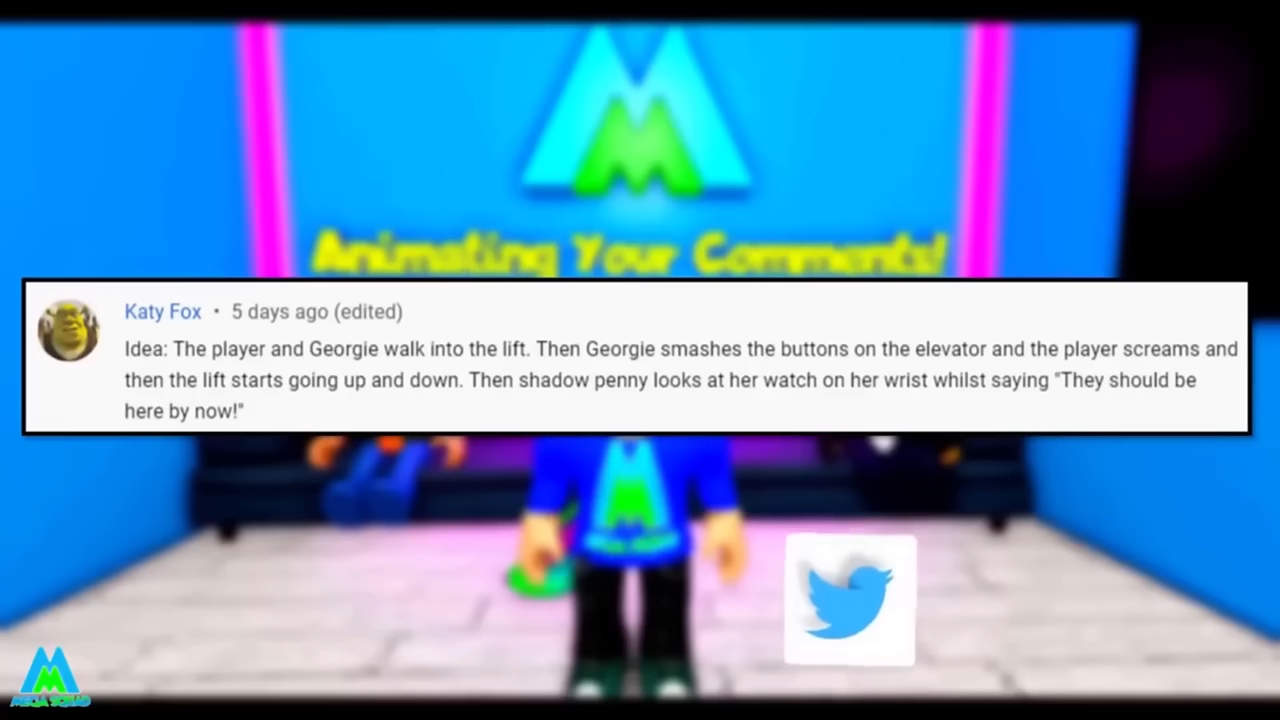 Animating Your Comments!
Katy Fox • 5 days ago (edited)
Idea: The player and Georgie walk into the lift. Then Georgie smashes the buttons on the elevator and the player screams and
then the lift starts going up and down. Then shadow penny looks at her watch on her wrist whilst saying "They should be
here by now!"